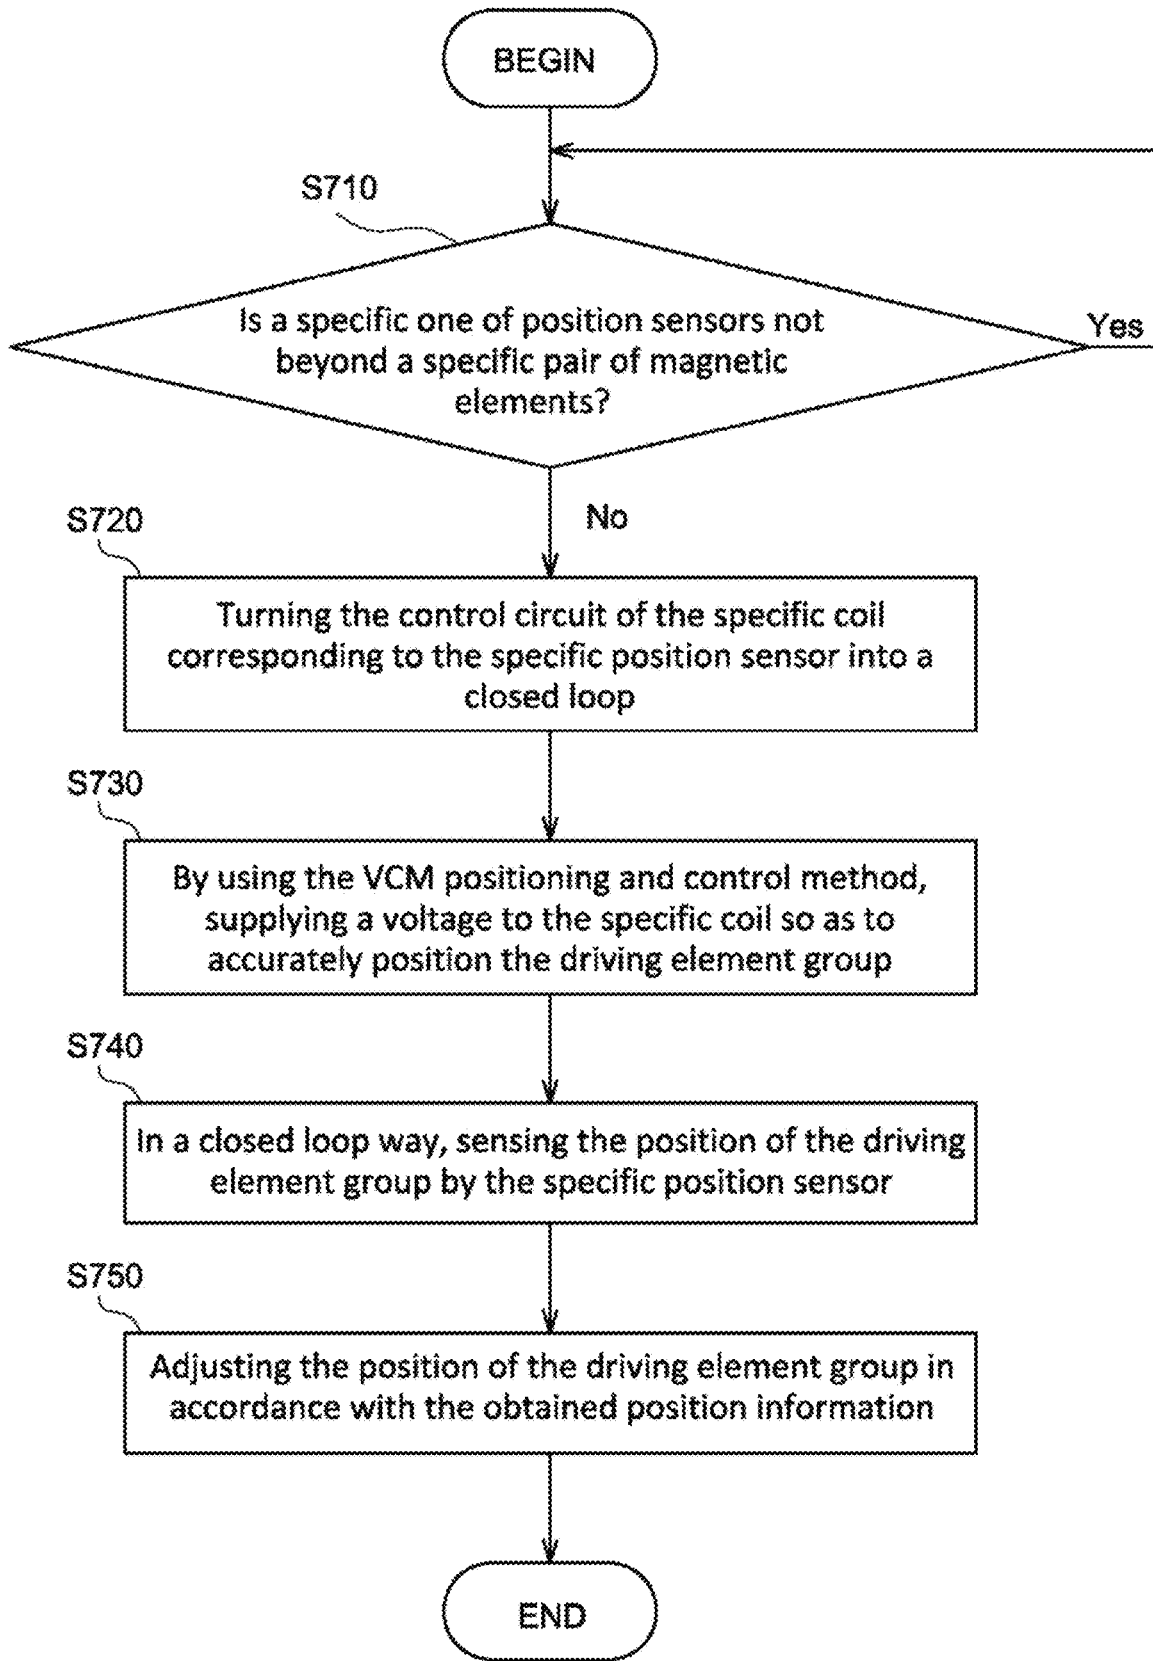 BEGIN
S710
Is a specific one of position sensors not
beyond a specific pair of magnetic
elements?
Yes
No
S720
Turning the control circuit of the specific coil
corresponding to the specific position sensor into a
closed loop
S730
By using the VCM positioning and control method,
supplying a voltage to the specific coil so as to
accurately position the driving element group
S740
In a closed loop way, sensing the position of the driving
element group by the specific position sensor
S750
Adjusting the position of the driving element group in
accordance with the obtained position information
END